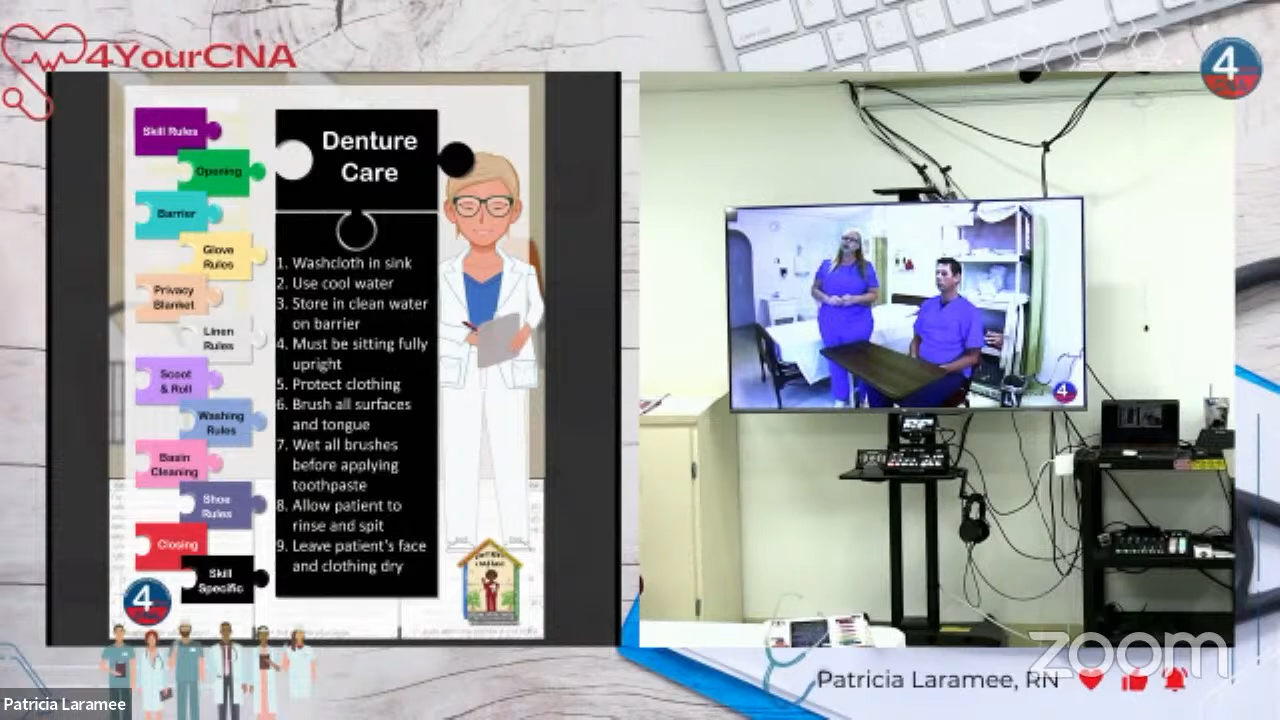 4YourCNA
4
Skill Rules
Opening
Barrier
Glove
Rules
Privacy
Blanket
Linen
Rules
Scoot
& Roll
Washing
Rules
Basin
Cleaning
Shoe
Rules
Closing
Skill
Specific
4
Denture
Care
1. Washcloth in sink
2. Use cool water
3. Store in clean water
on barrier
4. Must be sitting fully
upright
5. Protect clothing
6. Brush all surfaces
and tongue
7. Wet all brushes
before applying
toothpaste
8. Allow patient to
rinse and spit
9. Leave patient's face
and clothing dry
4
zoom
Patricia Laramee, RN
Patricia Laramee